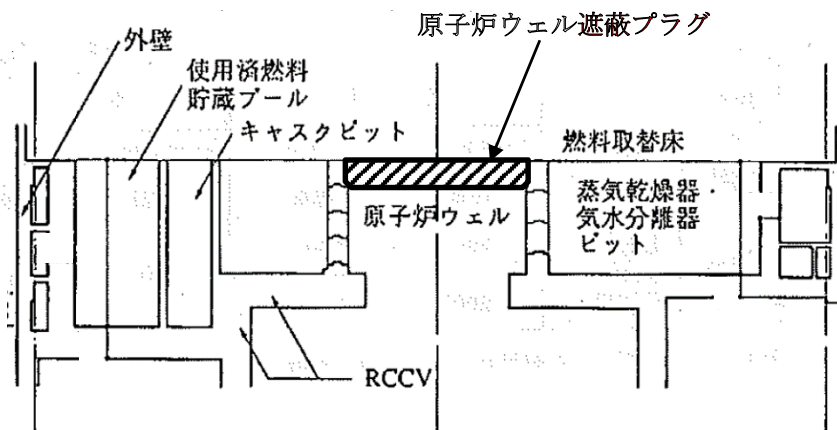 原子炉ウェル遮蔽プラグ
外壁
使用済燃料
貯蔵プール
キャスクピット
燃料取替床
原子炉ウェル
蒸気乾燥器・
気水分離器
ピット
RCCV